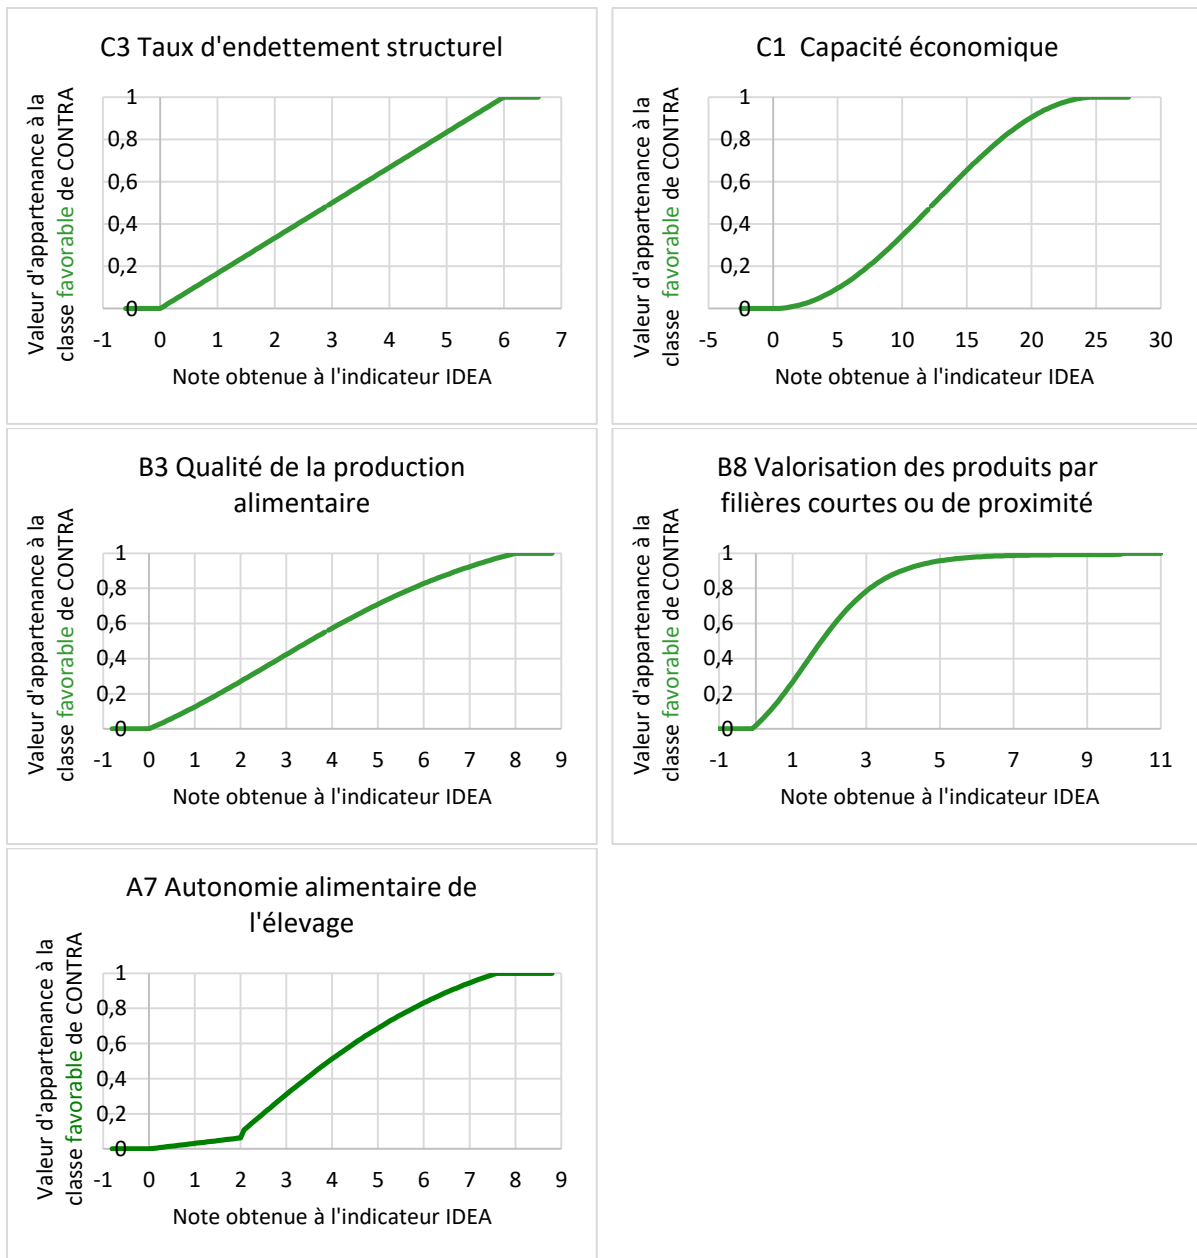 C3 Taux d'endettement structurel
Valeur d'appartenance à la
classe favorable de CONTRA
1
0,8
0,6
0,4
0,2
0
-1 0 1 2 3 4 5 6 7
Note obtenue à l'indicateur IDEA
C1 Capacité économique
Valeur d'appartenance à la
classe favorable de CONTRA
1
0,8
0,6
0,4
0,2
0
-5 0 5 10 15 20 25 30
Note obtenue à l'indicateur IDEA
B3 Qualité de la production
alimentaire
Valeur d'appartenance à la
classe favorable de CONTRA
1
0,8
0,6
0,4
0,2
0
-1 0 1 2 3 4 5 6 7 8 9
Note obtenue à l'indicateur IDEA
B8 Valorisation des produits par
filières courtes ou de proximité
Valeur d'appartenance à la
classe favorable de CONTRA
1
0,8
0,6
0,4
0,2
0
-1 1 3 5 7 9 11
Note obtenue à l'indicateur IDEA
A7 Autonomie alimentaire de
l'élevage
Valeur d'appartenance à la
classe favorable de CONTRA
1
0,8
0,6
0,4
0,2
0
-1 0 1 2 3 4 5 6 7 8 9
Note obtenue à l'indicateur IDEA